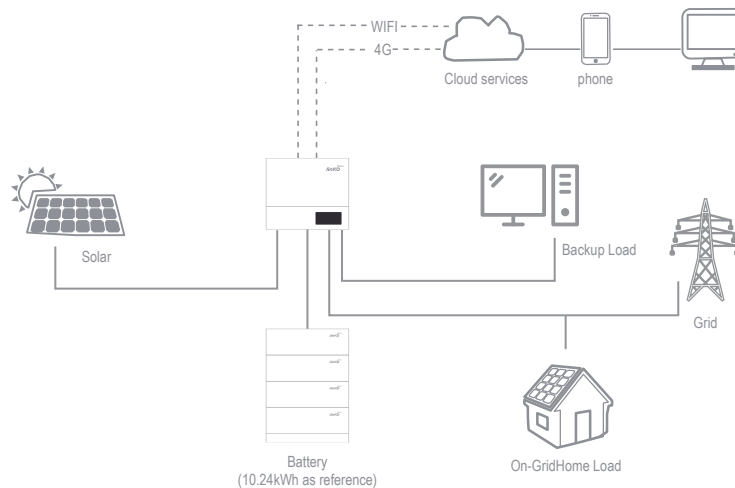 WIFI
4G
Cloud services
phone
Solar
Backup Load
Grid
Battery
(10.24kWh as reference)
On-GridHome Load